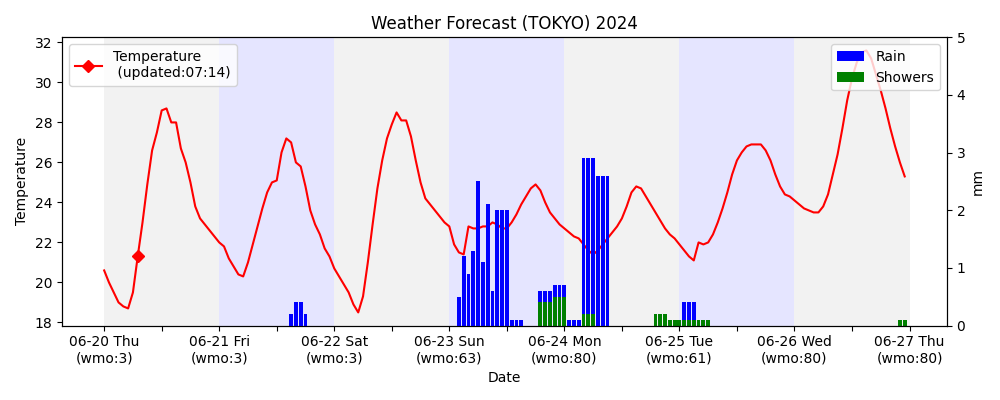 Weather Forecast (TOKYO) 2024
Temperature
(updated:07:14)
Rain
Showers
Temperature
32
30
28
26
24
22
20
18
5
4
3
2
1
0
mm
06-20 Thu
(wmo:3)
06-21 Fri
(wmo:3)
06-22 Sat
(wmo:3)
06-23 Sun
(wmo:63)
06-24 Mon
(wmo:80)
06-25 Tue
(wmo:61)
06-26 Wed
(wmo:80)
06-27 Thu
(wmo:80)
Date